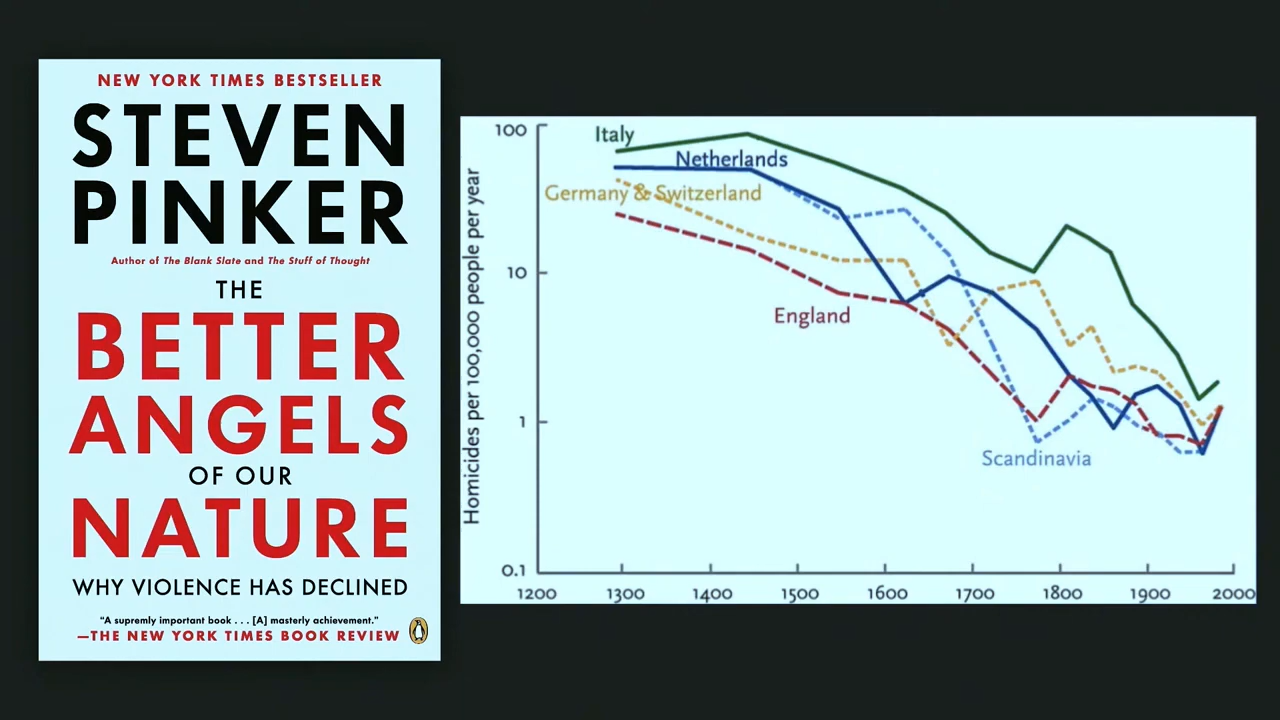 NEW YORK TIMES BESTSELLER
STEVEN
PINKER
Author of The Blank Slate and The Stuff of Thought
THE
BETTER
ANGELS
OF OUR
NATURE
WHY VIOLENCE HAS DECLINED
“A supremely important book . . . [A] masterly achievement.”
—THE NEW YORK TIMES BOOK REVIEW
Homicides per 100,000 people per year
100
10
1
0.1
Italy
Netherlands
Germany & Switzerland
England
Scandinavia
1200 1300 1400 1500 1600 1700 1800 1900 2000